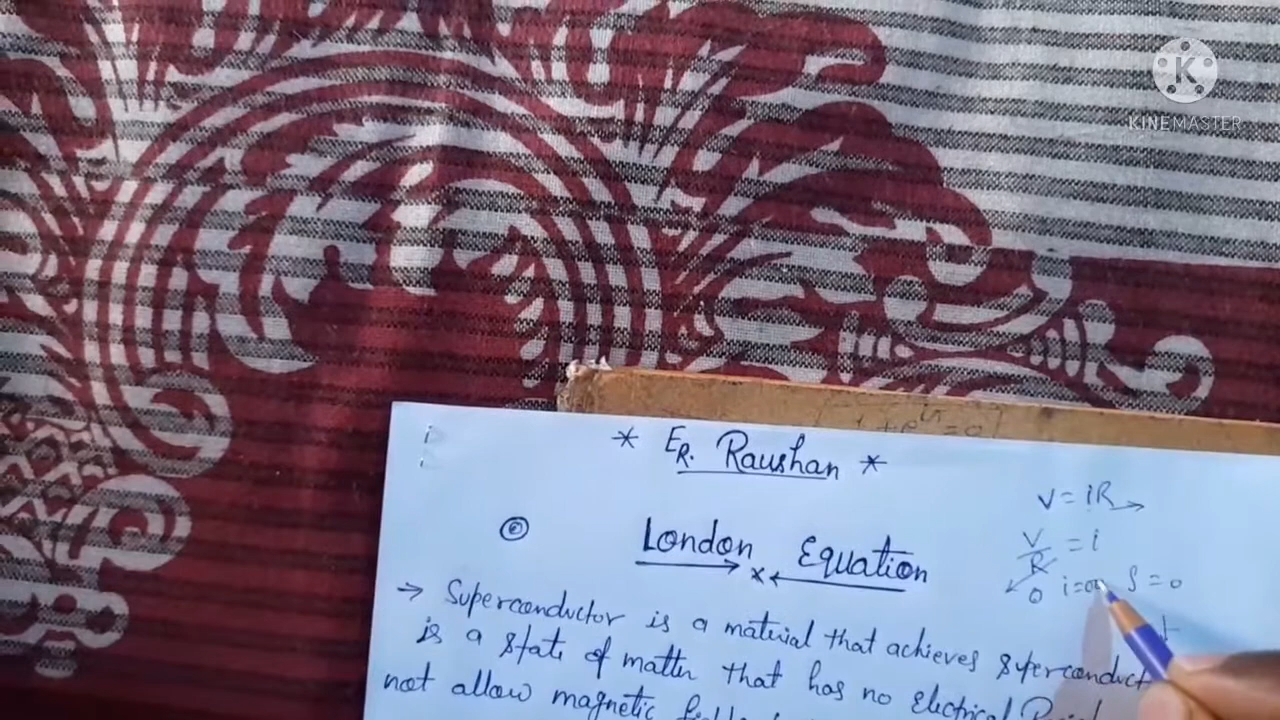 K
KINEMASTER
* ER. Raushan *
V = iR
London Equation
V/R = i
0 i=∞ ρ = 0
→ Superconductor is a material that achieves superconduct
is a state of matter that has no electrical
not allow magnetic